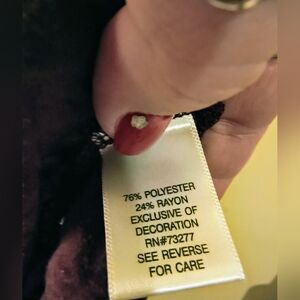 76% POLYESTER
24% RAYON
EXCLUSIVE OF
DECORATION
RN#73277
SEE REVERSE
FOR CARE